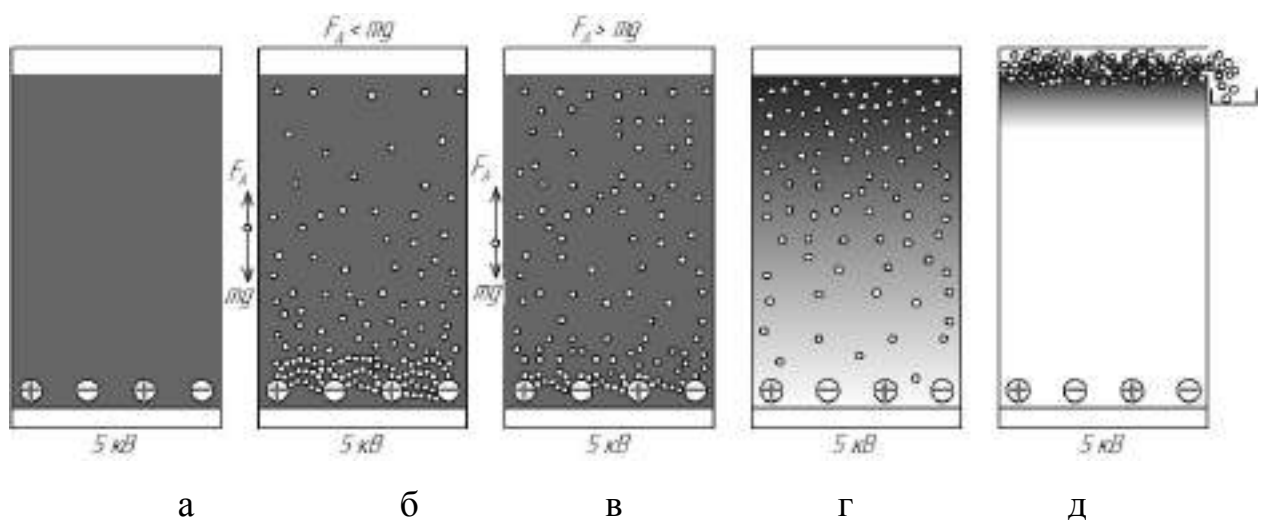 F_A < mg F_A > mg
F_A F_A
mg mg
+ − + − + − + − + − + − + − + − + − + −
5 кВ 5 кВ 5 кВ 5 кВ 5 кВ
а б в г д